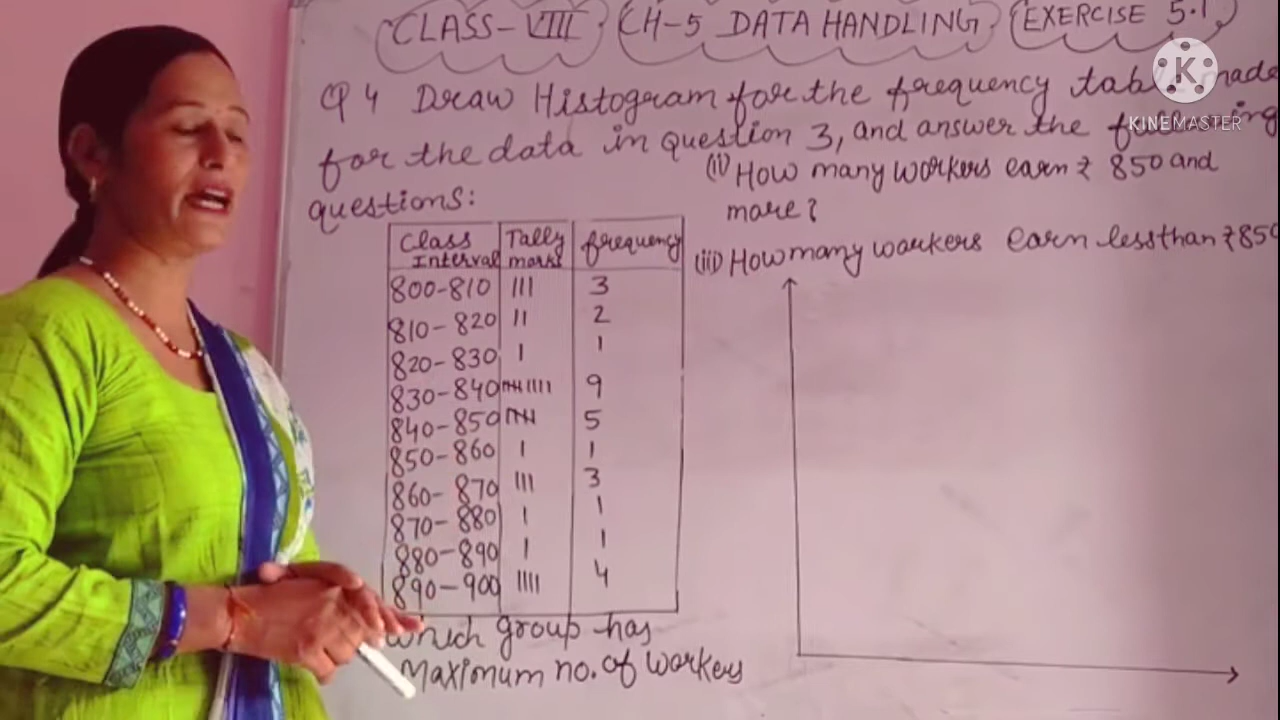 CLASS-VIII CH-5 DATA HANDLING EXERCISE 5.1
Q 4 Draw Histogram for the frequency table made
for the data in question 3, and answer the following
questions:
Class Interval Tally marks frequency
800-810 III 3
810-820 II 2
820-830 I 1
830-840 IIII IIII 9
840-850 IIII 5
850-860 I 1
860-870 III 3
870-880 I 1
880-890 I 1
890-900 IIII 4
Which group has
Maximum no. of workers
(ii) How many workers earn ₹ 850 and
more?
(iii) How many workers earn less than ₹ 850
K
KINEMASTER